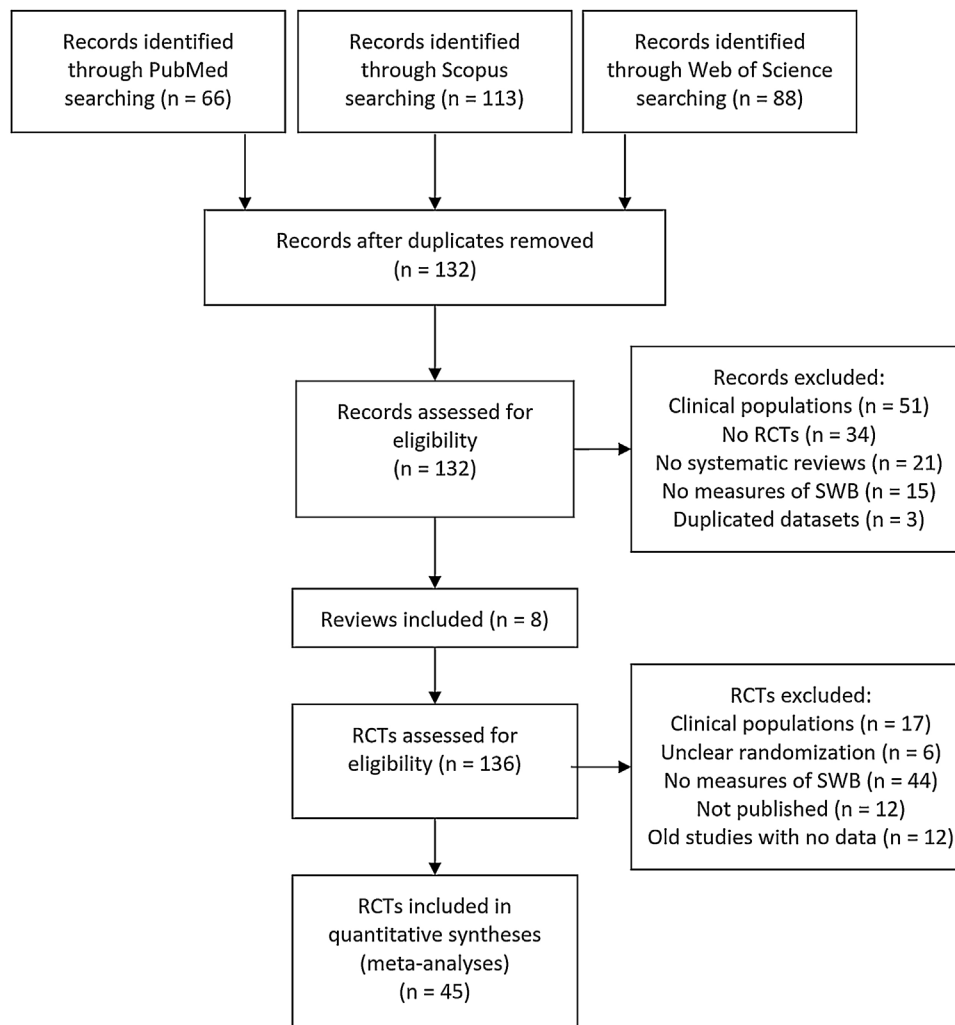 Records identified
through PubMed
searching (n = 66)
Records identified
through Scopus
searching (n = 113)
Records identified
through Web of Science
searching (n = 88)
Records after duplicates removed
(n = 132)
Records assessed for
eligibility
(n = 132)
Records excluded:
Clinical populations (n = 51)
No RCTs (n = 34)
No systematic reviews (n = 21)
No measures of SWB (n = 15)
Duplicated datasets (n = 3)
Reviews included (n = 8)
RCTs assessed for
eligibility (n = 136)
RCTs excluded:
Clinical populations (n = 17)
Unclear randomization (n = 6)
No measures of SWB (n = 44)
Not published (n = 12)
Old studies with no data (n = 12)
RCTs included in
quantitative syntheses
(meta-analyses)
(n = 45)